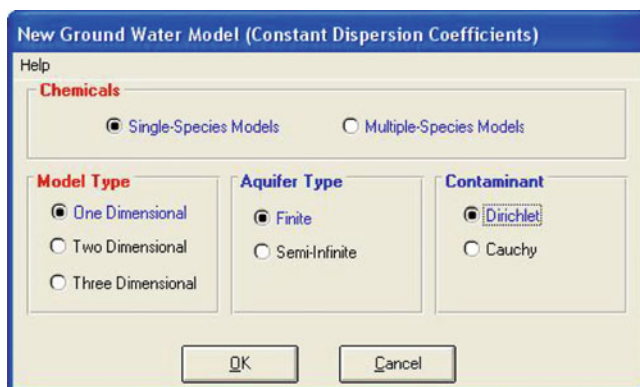 New Ground Water Model (Constant Dispersion Coefficients)
Help
Chemicals
Single-Species Models Multiple-Species Models
Model Type Aquifer Type Contaminant
One Dimensional Finite Dirichlet
Two Dimensional Semi-Infinite Cauchy
Three Dimensional
OK Cancel